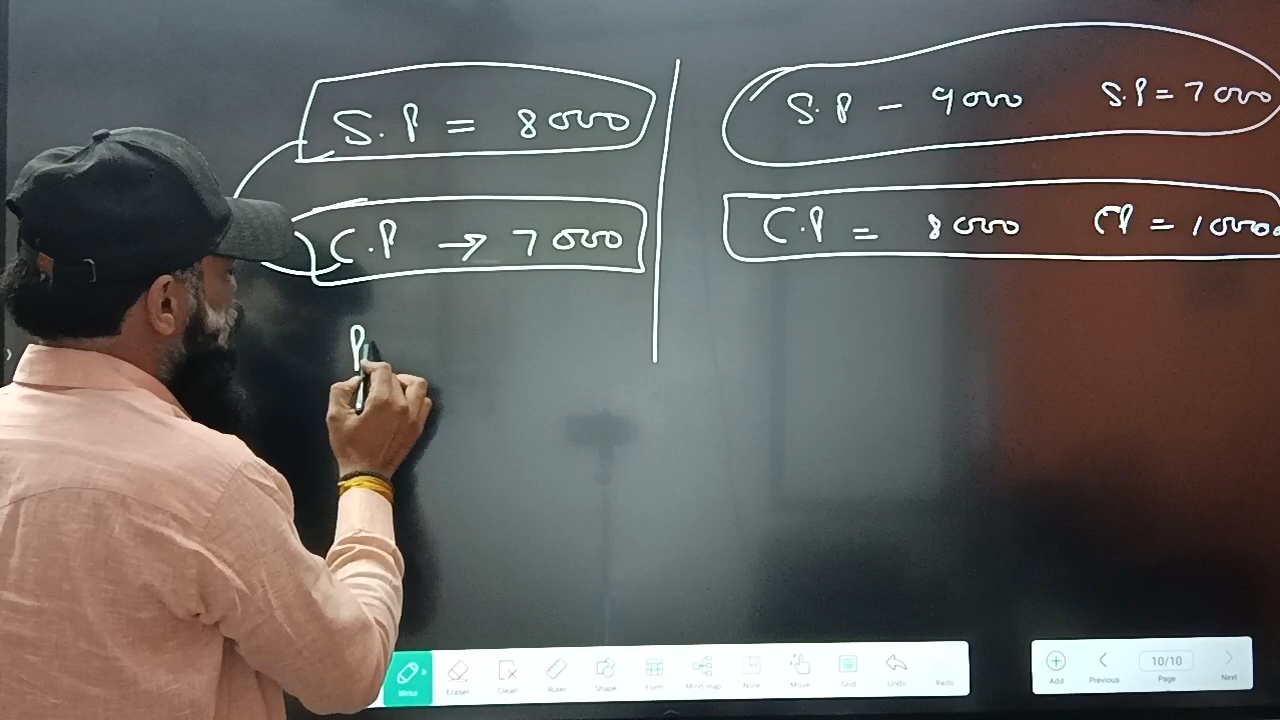 S.P = 8000
C.P → 7000
P
S.P - 9000 S.P = 7000
C.P = 8000 CP = 10000
Write Eraser Clean Ruler Shape Form Mind map Note Move Grid Undo Redo
Add Previous 10/10 Page Next